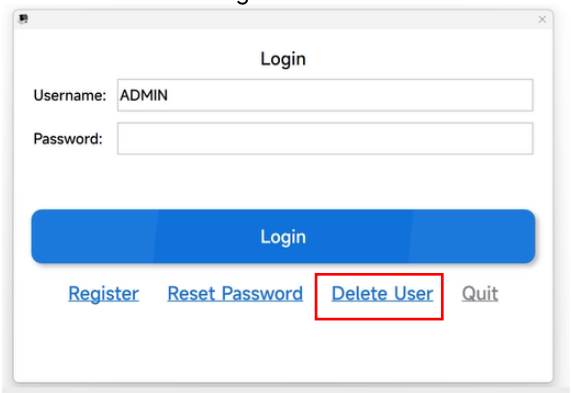 Login
Username: ADMIN
Password:
Login
Register Reset Password Delete User Quit